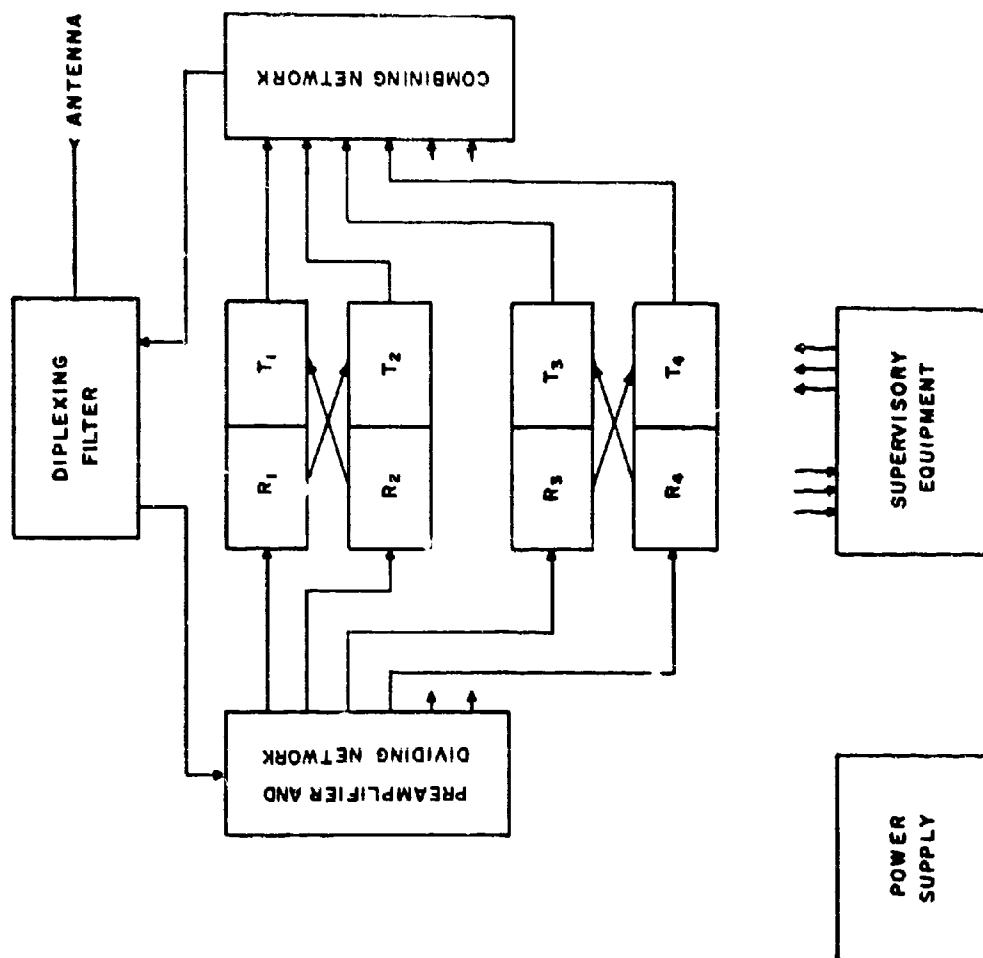 ANTENNA
DIPLEXING
FILTER
COMBINING NETWORK
R1
T1
R2
T2
R3
T3
R4
T4
PREAMPLIFIER AND
DIVIDING NETWORK
SUPERVISORY
EQUIPMENT
POWER
SUPPLY